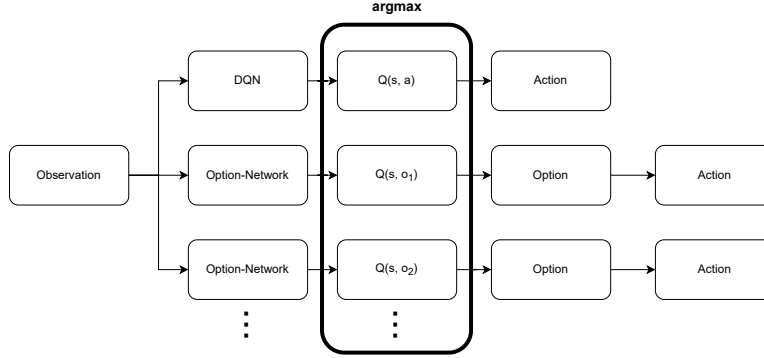 argmax
DQN
Q(s, a)
Action
Observation
Option-Network
Q(s, o₁)
Option
Action
Option-Network
Q(s, o₂)
Option
Action